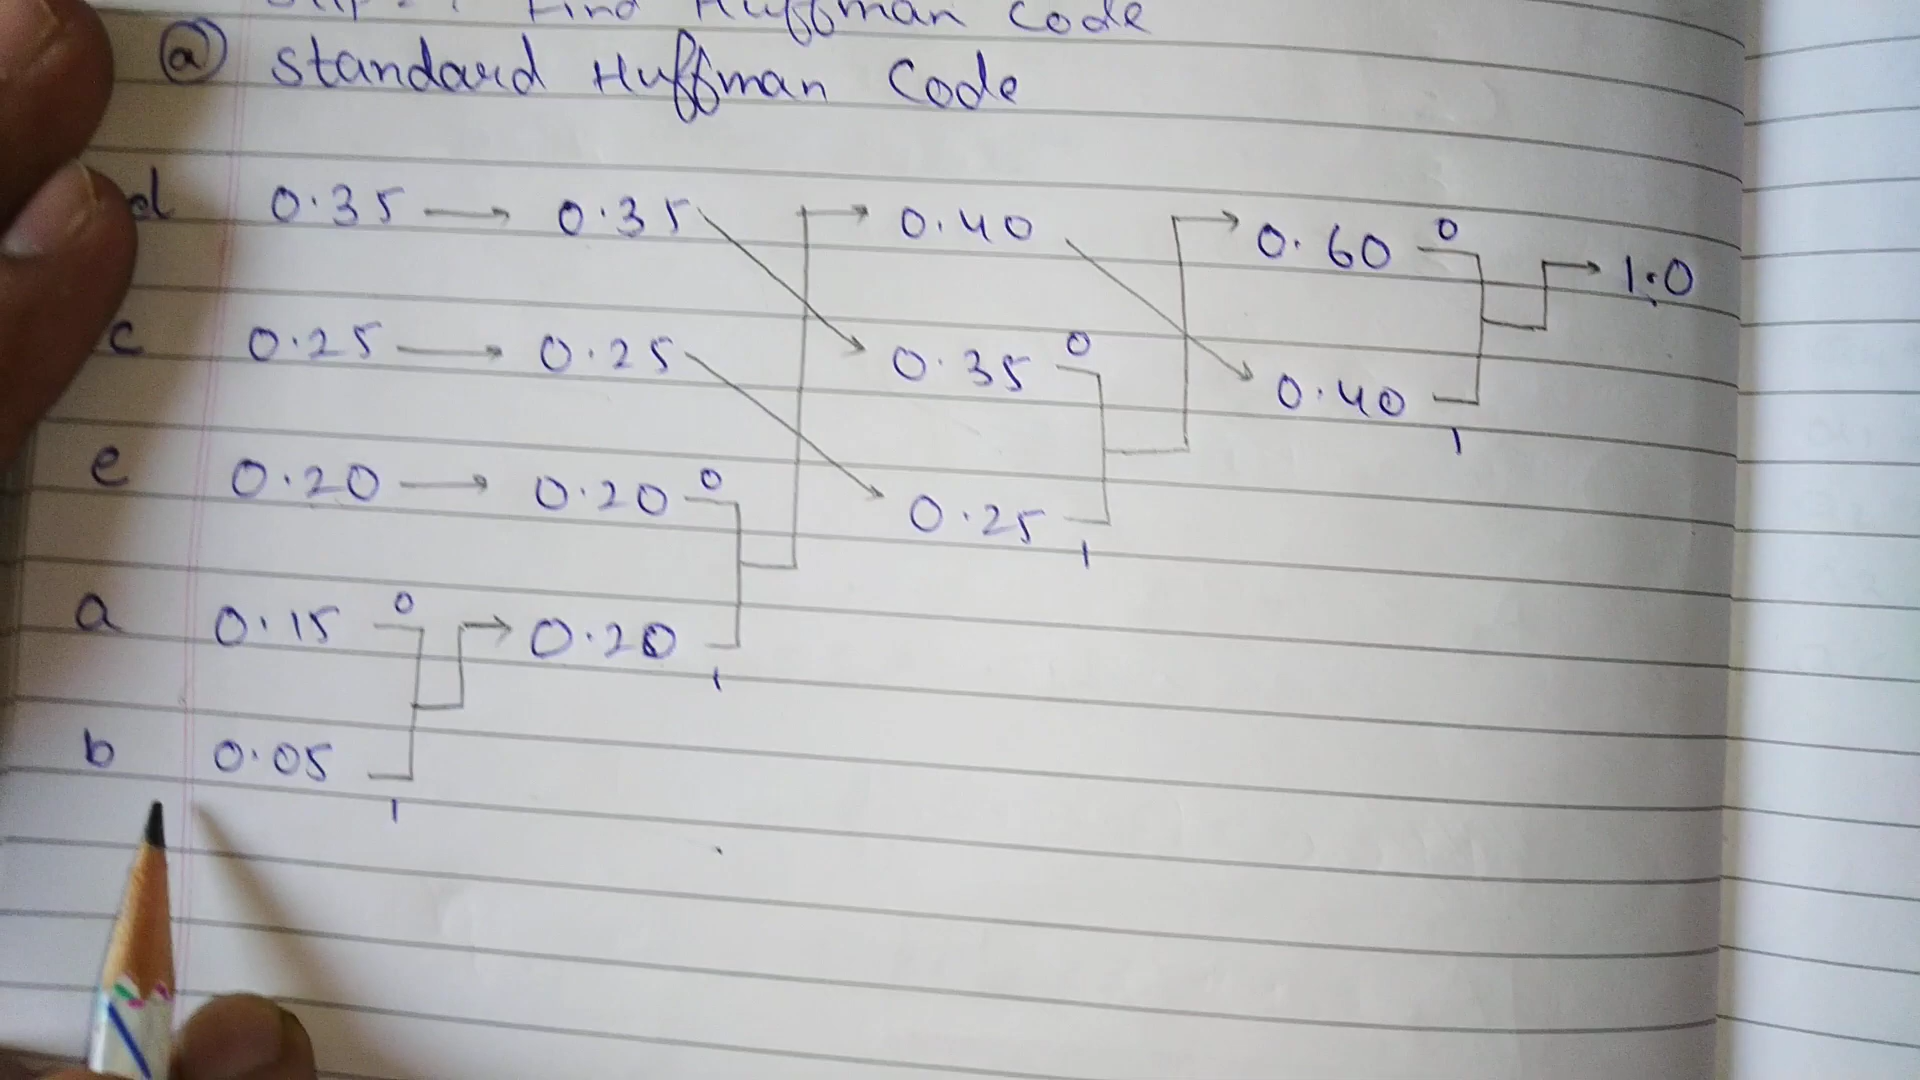 Find Huffman Code
(a) Standard Huffman Code
d 0.35 → 0.35 → 0.40 → 0.60 0 → 1.0
c 0.25 → 0.25 0.35 0 0.40 1
e 0.20 → 0.20 0 0.25 1
a 0.15 0 → 0.20 1
b 0.05 1